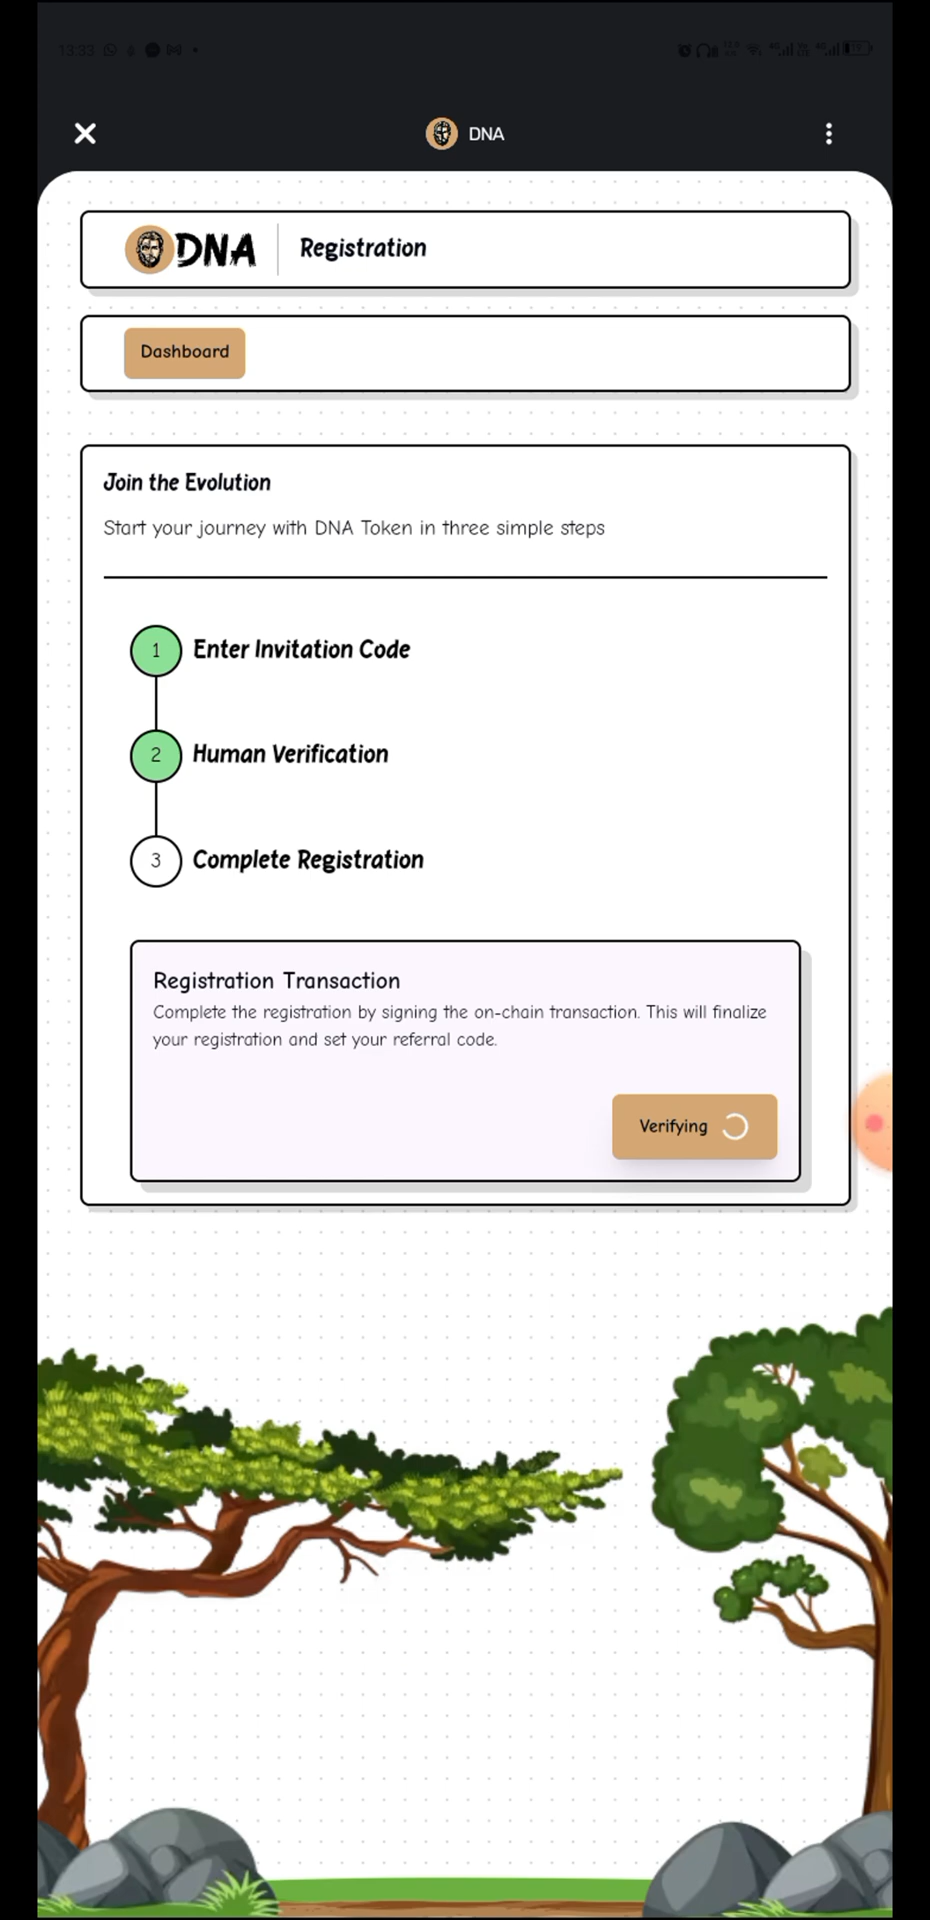 13:33
DNA
DNA Registration
Dashboard
Join the Evolution
Start your journey with DNA Token in three simple steps
1 Enter Invitation Code
2 Human Verification
3 Complete Registration
Registration Transaction
Complete the registration by signing the on-chain transaction. This will finalize
your registration and set your referral code.
Verifying